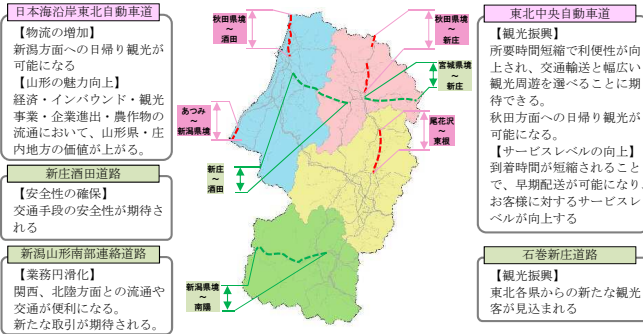 日本海沿岸東北自動車道
【物流の増加】
新潟方面への日帰り観光が
可能になる
【山形の魅力向上】
経済・インバウンド・観光
事業・企業進出・農作物の
流通において、山形県・庄
内地方の価値が上がる。
新庄酒田道路
【安全性の確保】
交通手段の安全性が期待さ
れる
新潟山形南部連絡道路
【業務円滑化】
関西、北陸方面との流通や
交通が便利になる。
新たな取引が期待される。
秋田県境
~
酒田
あつみ
~
新潟県境
新庄
~
酒田
新潟県境
~
南陽
秋田県境
~
新庄
宮城県境
~
新庄
尾花沢
~
東根
東北中央自動車道
【観光振興】
所要時間短縮で利便性が向
上され、交通輸送と幅広い
観光周遊を選べることに期
待できる。
秋田方面への日帰り観光が
可能になる。
【サービスレベルの向上】
到着時間が短縮されること
で、早期配送が可能になり、
お客様に対するサービスレ
ベルが向上する
石巻新庄道路
【観光振興】
東北各県からの新たな観光
客が見込まれる